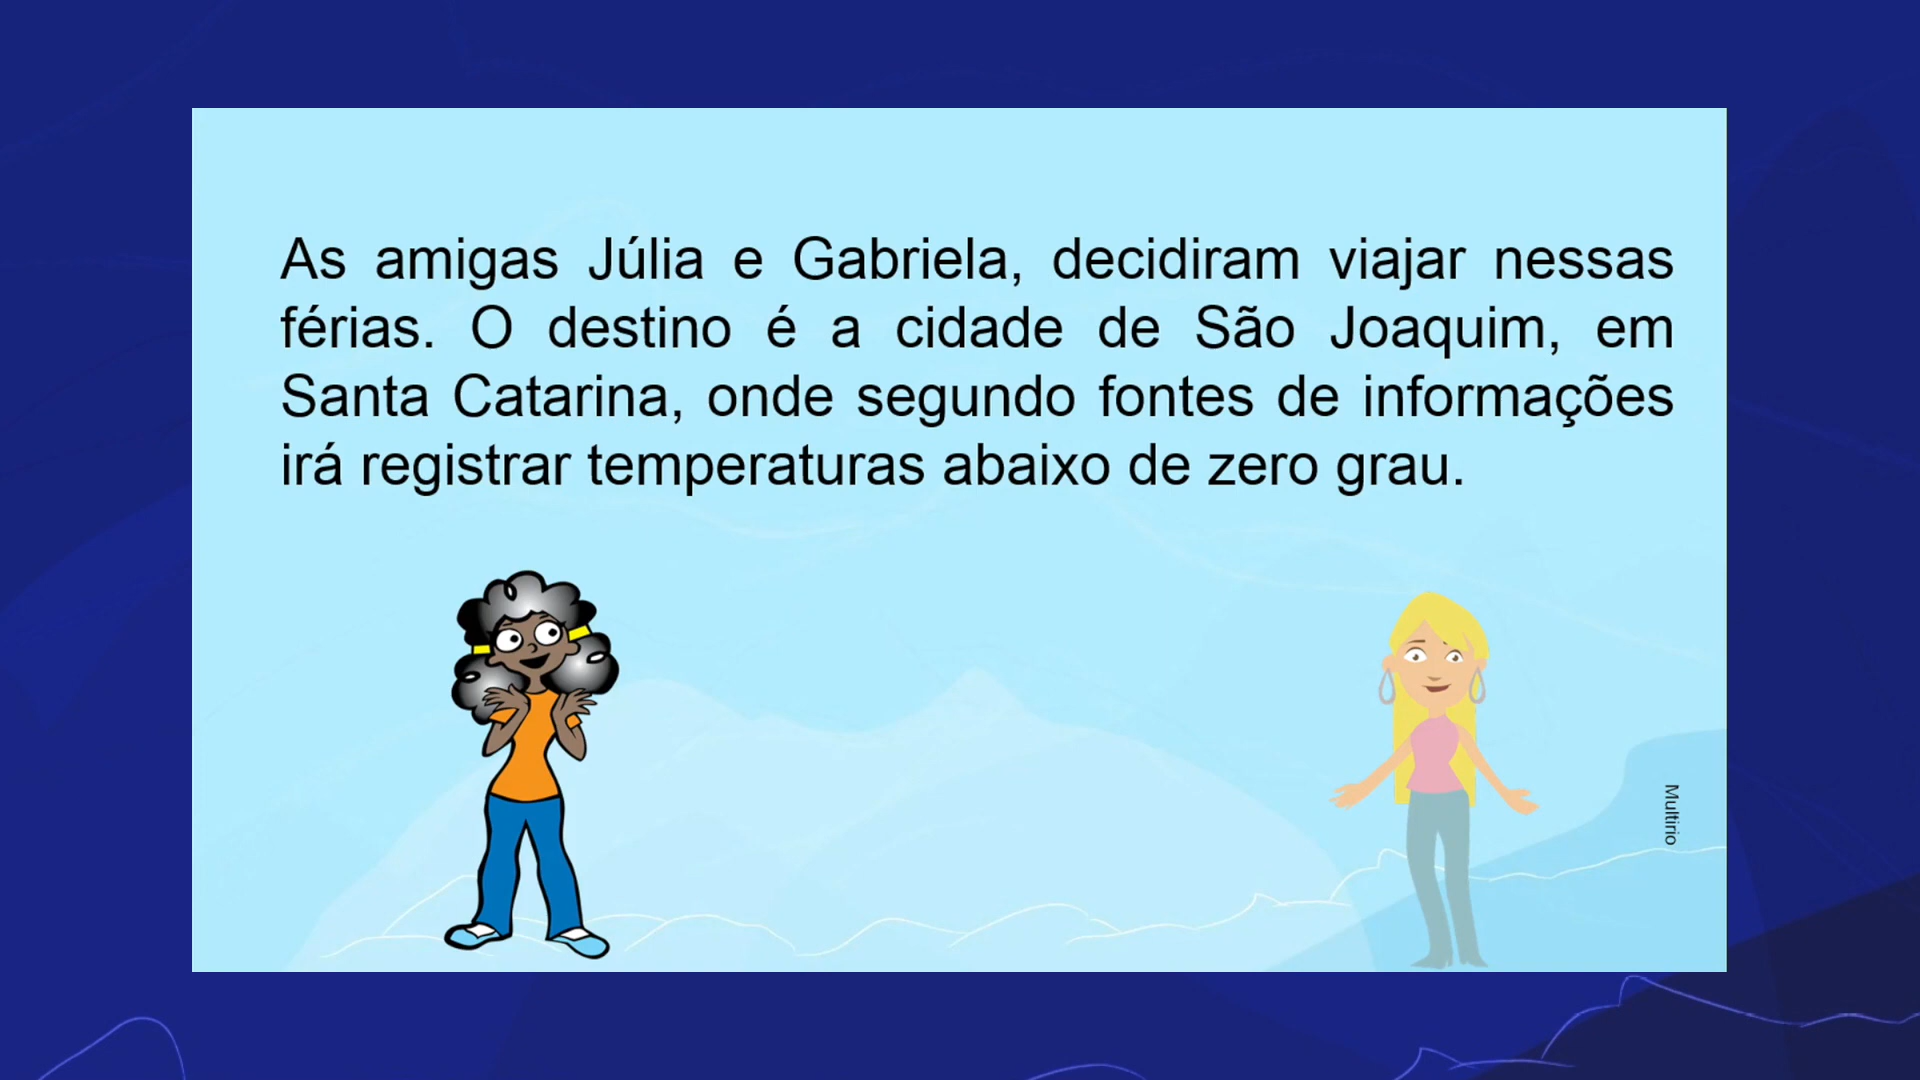 As amigas Júlia e Gabriela, decidiram viajar nessas
férias. O destino é a cidade de São Joaquim, em
Santa Catarina, onde segundo fontes de informações
irá registrar temperaturas abaixo de zero grau.
Multirio